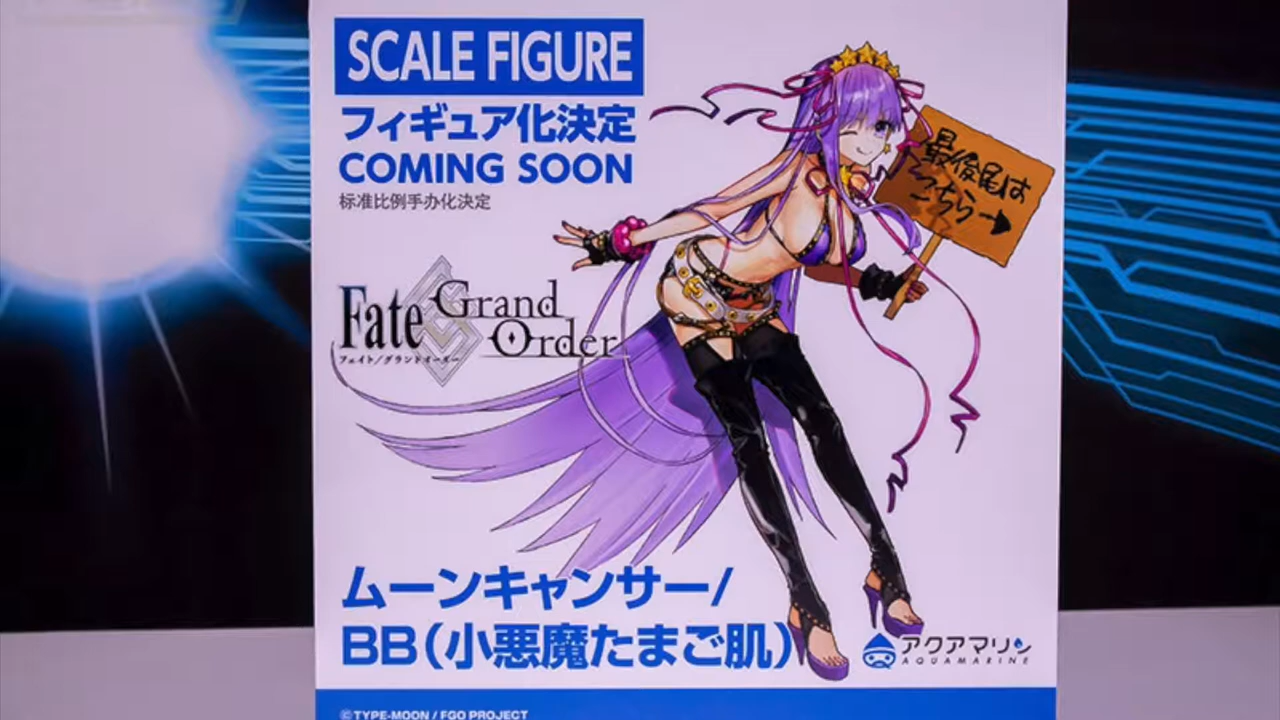 SCALE FIGURE
フィギュア化決定
COMING SOON
标准比例手办化決定
最後尾は
こちら→
Fate Grand
Order
フェイト/グランドオーダー
ムーンキャンサー/
BB(小悪魔たまご肌)
アクアマリン
AQUAMARINE
©TYPE-MOON / FGO PROJECT